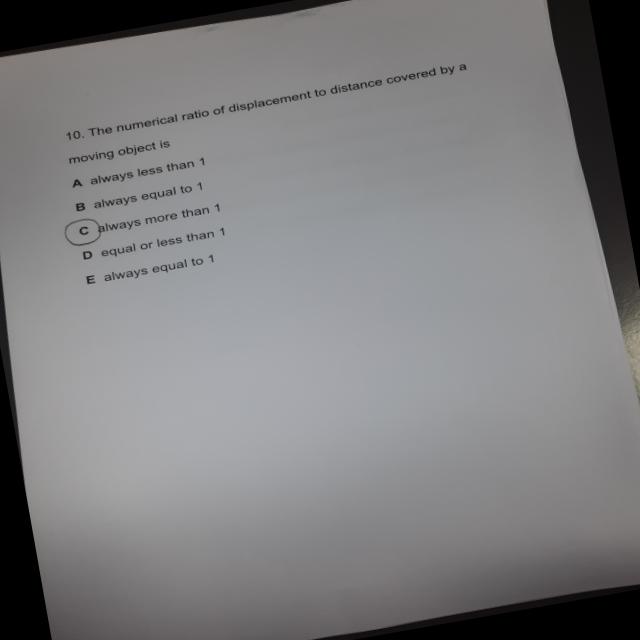 10. The numerical ratio of displacement to distance covered by a
moving object is
A always less than 1
B always equal to 1
C always more than 1
D equal or less than 1
E always equal to 1